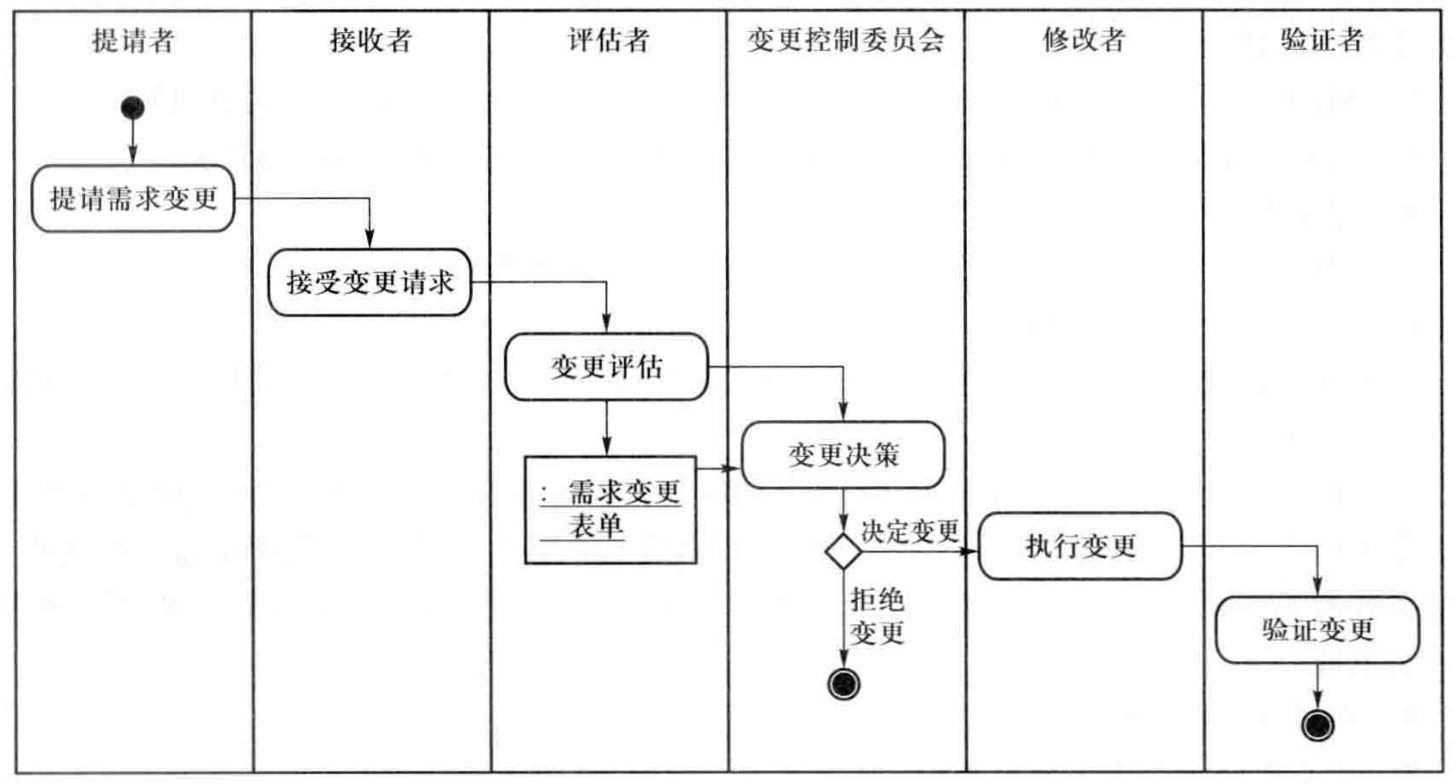 提请者
接收者
评估者
变更控制委员会
修改者
验证者
提请需求变更
接受变更请求
变更评估
变更决策
: 需求变更
表单
决定变更
执行变更
拒绝
变更
验证变更